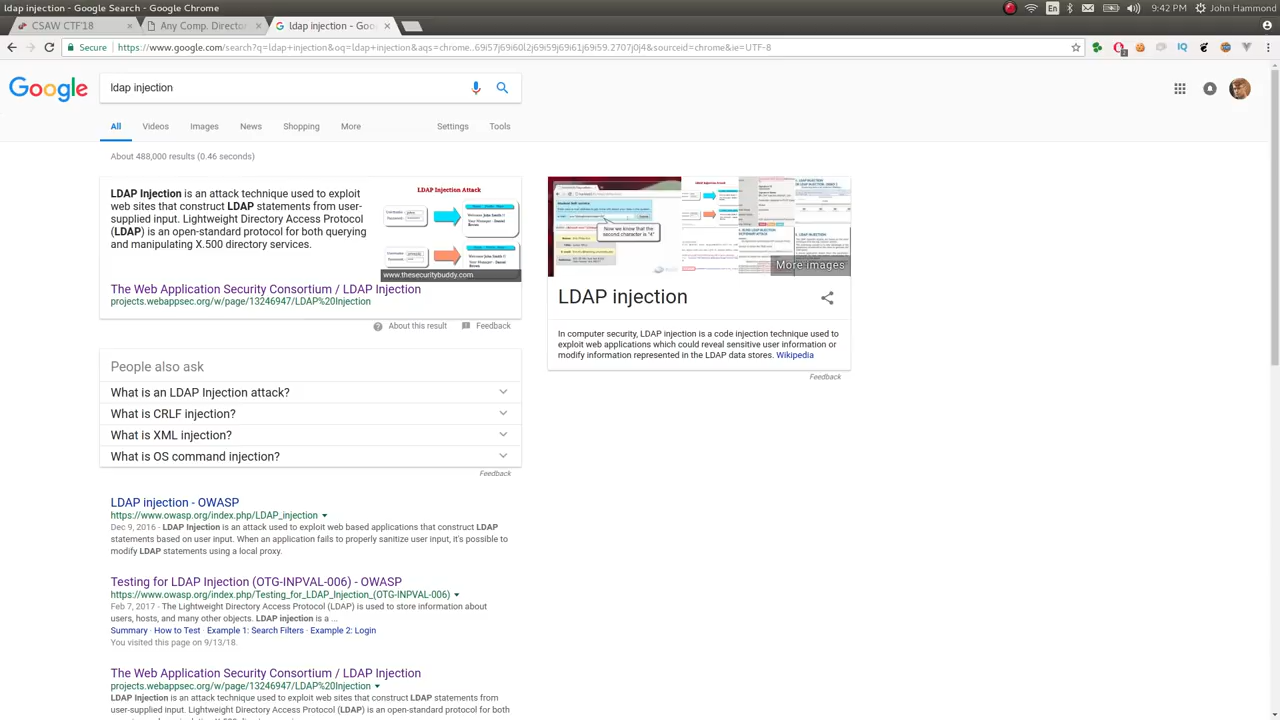 ldap injection - Google Search - Google Chrome
En
9:42 PM
John Hammond
CSAW CTF'18
Any Comp. Director
ldap injection - Goo
Secure
https://www.google.com/search?q=ldap+injection&oq=ldap+injection&aqs=chrome..69i57j69i60l2j69i59j69i61j69i59.2707j0j4&sourceid=chrome&ie=UTF-8
Google
ldap injection
All
Videos
Images
News
Shopping
More
Settings
Tools
About 488,000 results (0.46 seconds)
LDAP Injection is an attack technique used to exploit
web sites that construct LDAP statements from user-
supplied input. Lightweight Directory Access Protocol
(LDAP) is an open-standard protocol for both querying
and manipulating X.500 directory services.
LDAP Injection Attack
www.thesecuritybuddy.com
The Web Application Security Consortium / LDAP Injection
projects.webappsec.org/w/page/13246947/LDAP%20Injection
About this result
Feedback
Now we know that the
second character is "4"
More images
LDAP injection
In computer security, LDAP injection is a code injection technique used to
exploit web applications which could reveal sensitive user information or
modify information represented in the LDAP data stores. Wikipedia
Feedback
People also ask
What is an LDAP Injection attack?
What is CRLF injection?
What is XML injection?
What is OS command injection?
Feedback
LDAP injection - OWASP
https://www.owasp.org/index.php/LDAP_injection
Dec 9, 2016 - LDAP Injection is an attack used to exploit web based applications that construct LDAP
statements based on user input. When an application fails to properly sanitize user input, it's possible to
modify LDAP statements using a local proxy.
Testing for LDAP Injection (OTG-INPVAL-006) - OWASP
https://www.owasp.org/index.php/Testing_for_LDAP_Injection_(OTG-INPVAL-006)
Feb 7, 2017 - The Lightweight Directory Access Protocol (LDAP) is used to store information about
users, hosts, and many other objects. LDAP injection is a ...
Summary · How to Test · Example 1: Search Filters · Example 2: Login
You visited this page on 9/13/18.
The Web Application Security Consortium / LDAP Injection
projects.webappsec.org/w/page/13246947/LDAP%20Injection
LDAP Injection is an attack technique used to exploit web sites that construct LDAP statements from
user-supplied input. Lightweight Directory Access Protocol (LDAP) is an open-standard protocol for both